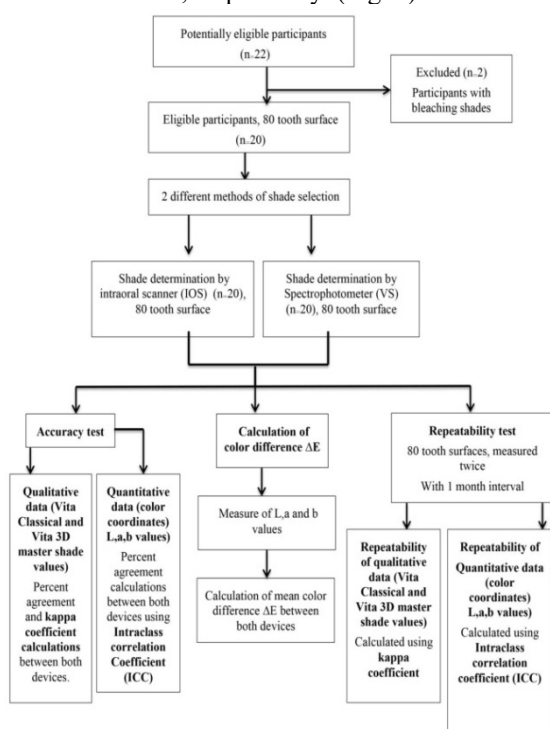 Potentially eligible participants
(n=22)
Excluded (n=2)
Participants with
bleaching shades
Eligible participants, 80 tooth surface
(n=20)
2 different methods of shade selection
Shade determination by
intraoral scanner (IOS) (n=20),
80 tooth surface
Shade determination by
Spectrophotometer (VS)
(n=20), 80 tooth surface
Accuracy test
Calculation of
color difference ΔE
Repeatability test
80 tooth surfaces, measured
twice
With 1 month interval
Qualitative
data (Vita
Classical and
Vita 3D
master shade
values)
Percent
agreement
and kappa
coefficient
calculations
between both
devices.
Quantitative
data (color
coordinates)
L,a,b values)
Percent
agreement
calculations
between both
devices using
Intraclass
correlation
Coefficient
(ICC)
Measure of L,a and b
values
Calculation of mean color
difference ΔE between
both devices
Repeatability
of qualitative
data (Vita
Classical and
Vita 3D master
shade values)
Calculated using
kappa
coefficient
Repeatability of
Quantitative data
(color
coordinates)
L,a,b values)
Calculated using
Intraclass
correlation
coefficient (ICC)